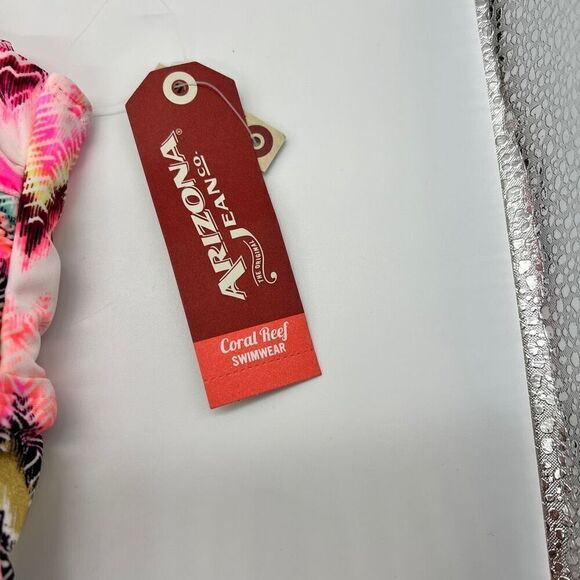 ARIZONA®
JEAN CO.
THE ORIGINAL
Coral Reef
SWIMWEAR